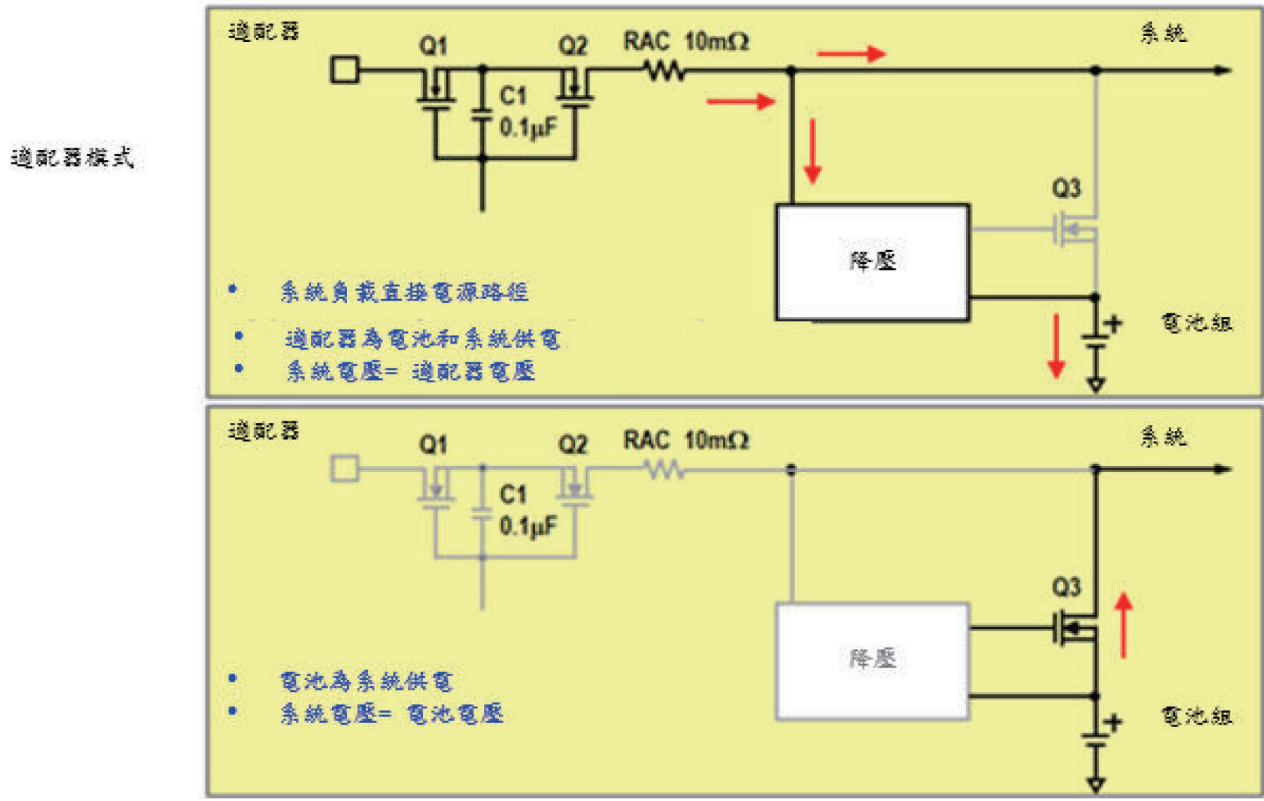 適配器模式
適配器
系統
Q1
Q2
RAC 10mΩ
C1
0.1μF
Q3
降壓
• 系統負載直接電源路徑
• 適配器為電池和系統供電
• 系統電壓= 適配器電壓
+
電池組
適配器
系統
Q1
Q2
RAC 10mΩ
C1
0.1μF
Q3
降壓
• 電池為系統供電
• 系統電壓= 電池電壓
+
電池組